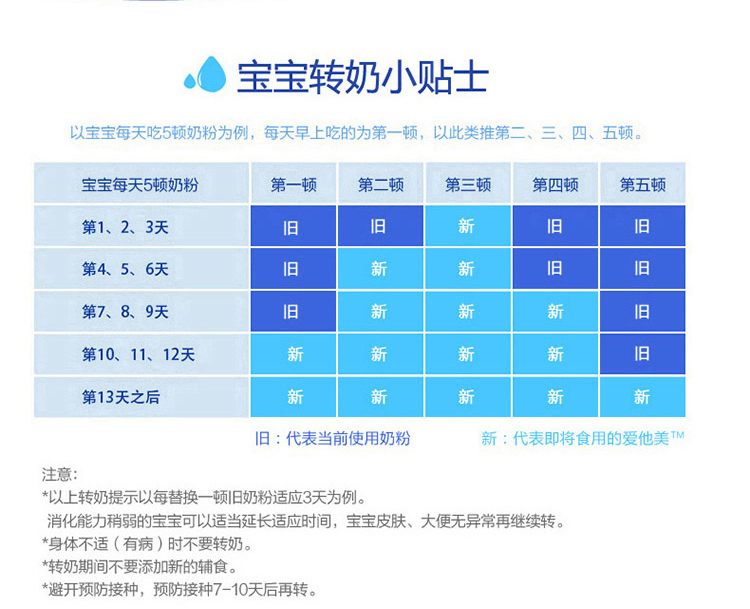 宝宝转奶小贴士
以宝宝每天吃5顿奶粉为例，每天早上吃的为第一顿，以此类推第二、三、四、五顿。
宝宝每天5顿奶粉 第一顿 第二顿 第三顿 第四顿 第五顿
第1、2、3天 旧 旧 新 旧 旧
第4、5、6天 旧 新 新 旧 旧
第7、8、9天 旧 新 新 新 旧
第10、11、12天 新 新 新 新 旧
第13天之后 新 新 新 新 新
旧：代表当前使用奶粉 新：代表即将食用的爱他美™
注意：
*以上转奶提示以每替换一顿旧奶粉适应3天为例。
消化能力稍弱的宝宝可以适当延长适应时间，宝宝皮肤、大便无异常再继续转。
*身体不适（有病）时不要转奶。
*转奶期间不要添加新的辅食。
*避开预防接种，预防接种7-10天后再转。